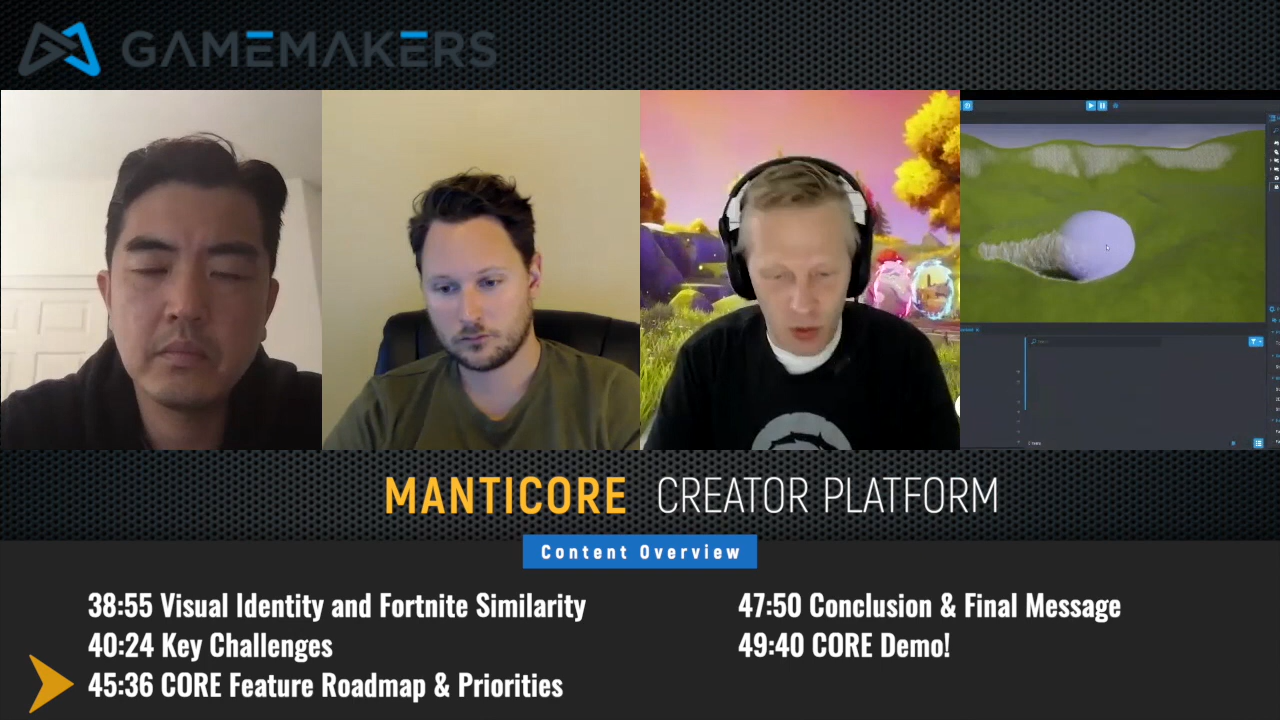 GAMEMAKERS
MANTICORE CREATOR PLATFORM
Content Overview
38:55 Visual Identity and Fortnite Similarity
40:24 Key Challenges
45:36 CORE Feature Roadmap & Priorities
47:50 Conclusion & Final Message
49:40 CORE Demo!